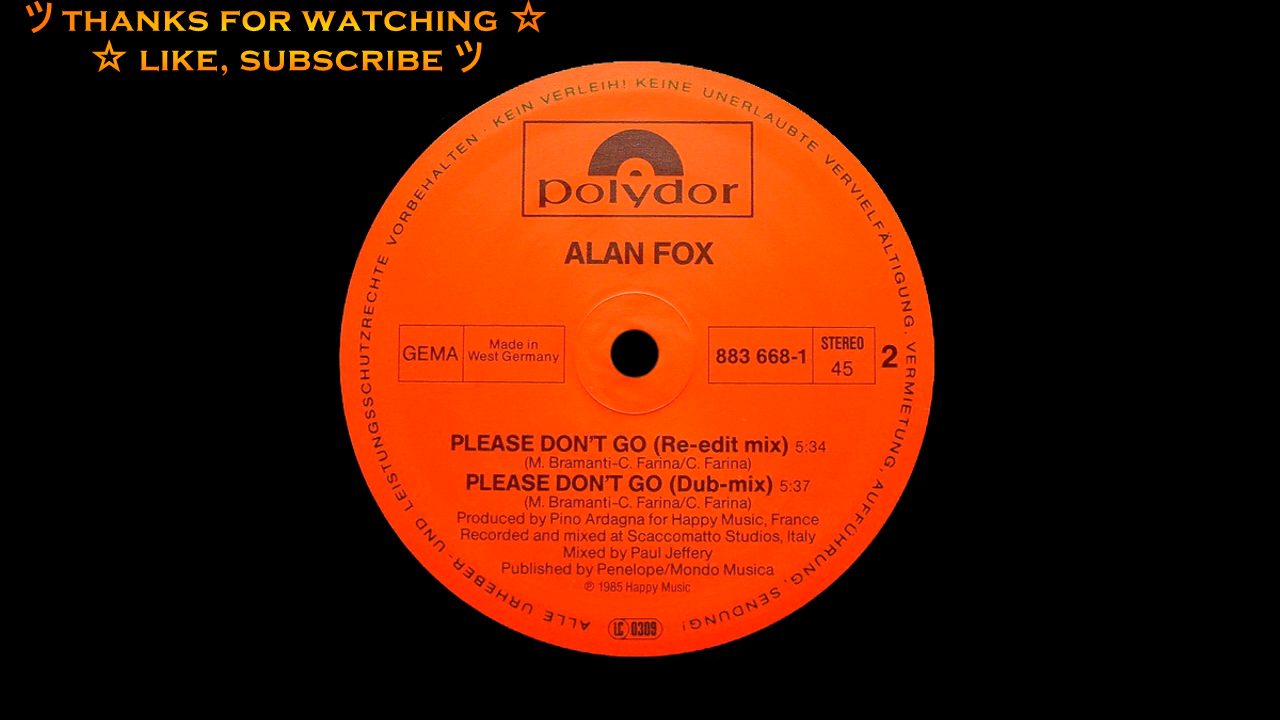 ツ THANKS FOR WATCHING ☆
☆ LIKE, SUBSCRIBE ツ
ALLE URHEBER- UND LEISTUNGSSCHUTZRECHTE VORBEHALTEN · KEIN VERLEIH! KEINE UNERLAUBTE VERVIELFÄLTIGUNG, VERMIETUNG, AUFFÜHRUNG, SENDUNG!
polydor
ALAN FOX
GEMA
Made in
West Germany
883 668-1
STEREO
45
2
PLEASE DON'T GO (Re-edit mix) 5:34
(M. Bramanti-C. Farina/C. Farina)
PLEASE DON'T GO (Dub-mix) 5:37
(M. Bramanti-C. Farina/C. Farina)
Produced by Pino Ardagna for Happy Music, France
Recorded and mixed at Scaccomatto Studios, Italy
Mixed by Paul Jeffery
Published by Penelope/Mondo Musica
℗ 1985 Happy Music
LC 0309